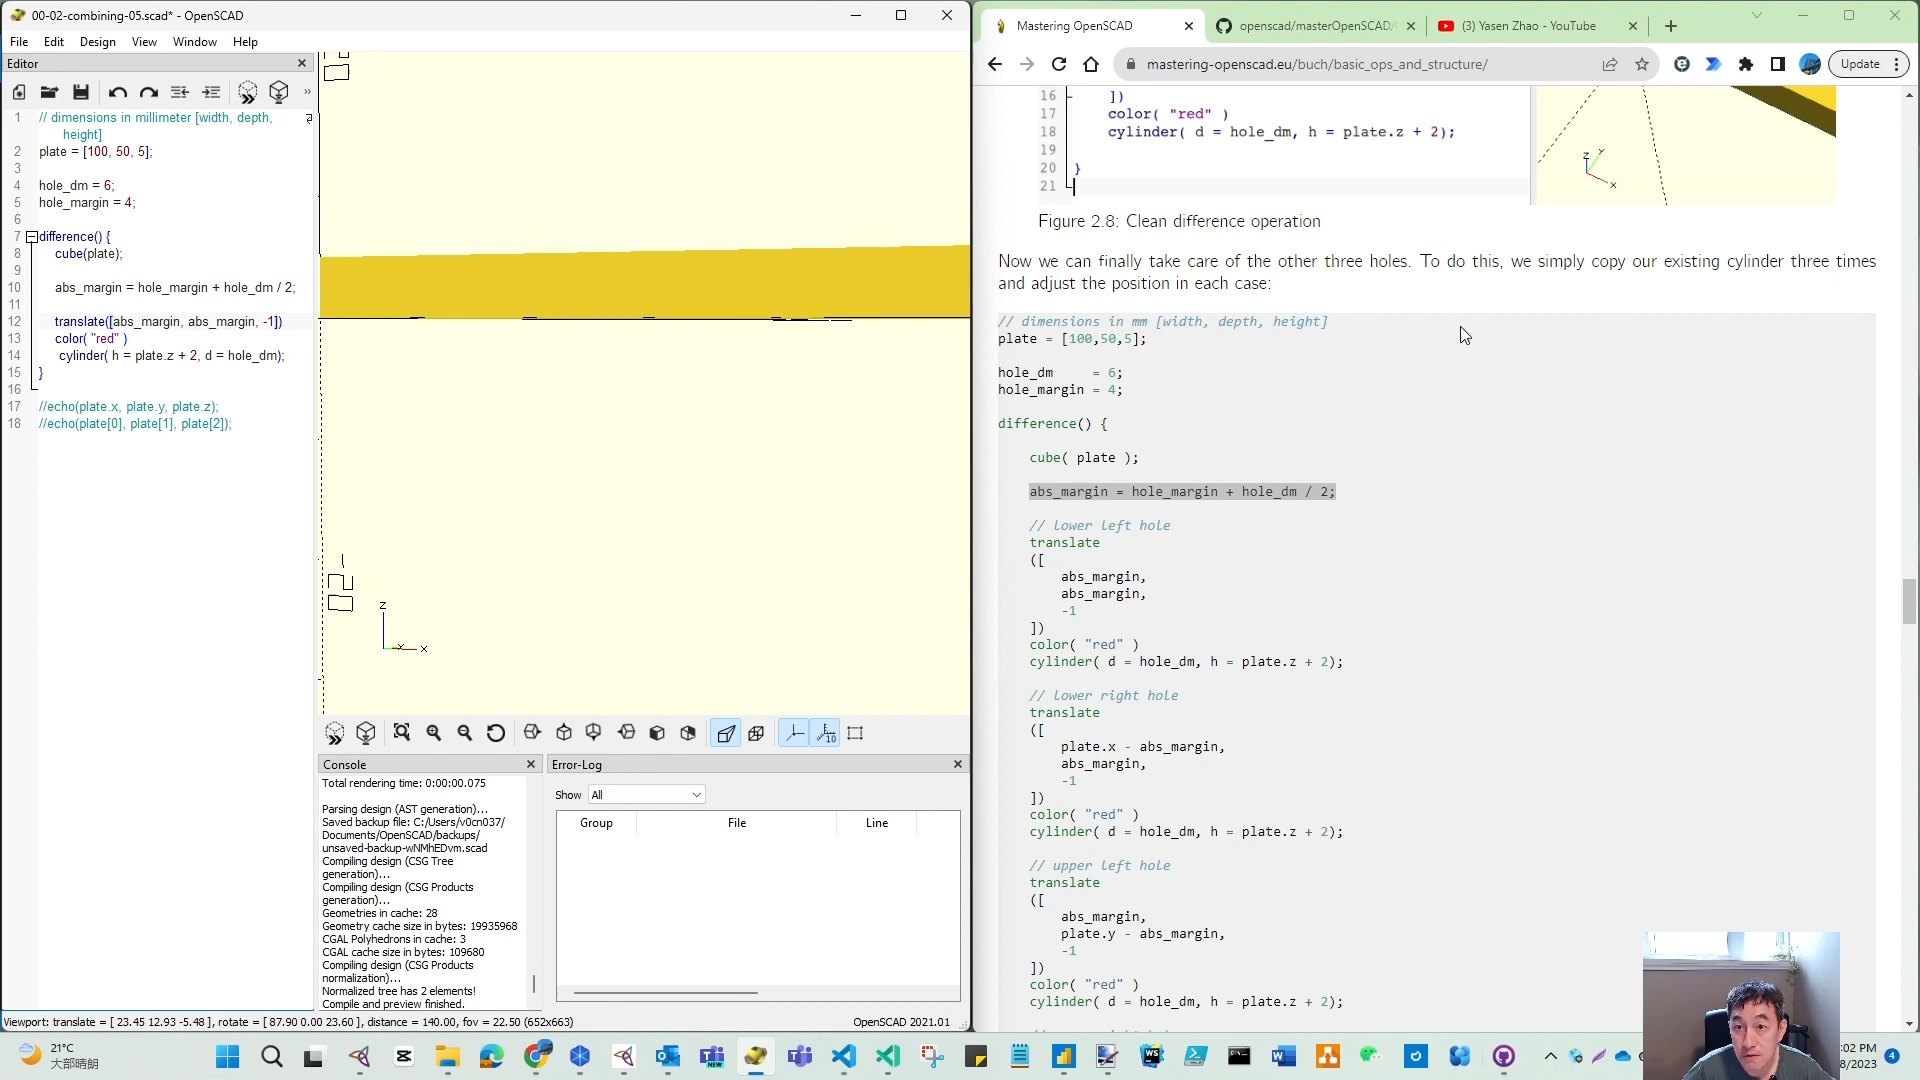 00-02-combining-05.scad* - OpenSCAD
File Edit Design View Window Help
Editor
1 // dimensions in millimeter [width, depth,
height]
2 plate = [100, 50, 5];
3
4 hole_dm = 6;
5 hole_margin = 4;
6
7 difference() {
8 cube(plate);
9
10 abs_margin = hole_margin + hole_dm / 2;
11
12 translate([abs_margin, abs_margin, -1])
13 color( "red" )
14 cylinder( h = plate.z + 2, d = hole_dm);
15 }
16
17 //echo(plate.x, plate.y, plate.z);
18 //echo(plate[0], plate[1], plate[2]);
z
x
10
Console
Total rendering time: 0:00:00.075
Parsing design (AST generation)...
Saved backup file: C:/Users/v0cn037/
Documents/OpenSCAD/backups/
unsaved-backup-wNMhEDvm.scad
Compiling design (CSG Tree
generation)...
Compiling design (CSG Products
generation)...
Geometries in cache: 28
Geometry cache size in bytes: 19935968
CGAL Polyhedrons in cache: 3
CGAL cache size in bytes: 109680
Compiling design (CSG Products
normalization)...
Normalized tree has 2 elements!
Compile and preview finished.
Error-Log
Show All
Group File Line
Viewport: translate = [ 23.45 12.93 -5.48 ], rotate = [ 87.90 0.00 23.60 ], distance = 140.00, fov = 22.50 (652x663)
OpenSCAD 2021.01
Mastering OpenSCAD
openscad/masterOpenSCAD/
(3) Yasen Zhao - YouTube
mastering-openscad.eu/buch/basic_ops_and_structure/
Update
16 ])
17 color( "red" )
18 cylinder( d = hole_dm, h = plate.z + 2);
19
20 }
21
z
Y
x
Figure 2.8: Clean difference operation
Now we can finally take care of the other three holes. To do this, we simply copy our existing cylinder three times
and adjust the position in each case:
// dimensions in mm [width, depth, height]
plate = [100,50,5];
hole_dm = 6;
hole_margin = 4;
difference() {
cube( plate );
abs_margin = hole_margin + hole_dm / 2;
// lower left hole
translate
([
abs_margin,
abs_margin,
-1
])
color( "red" )
cylinder( d = hole_dm, h = plate.z + 2);
// lower right hole
translate
([
plate.x - abs_margin,
abs_margin,
-1
])
color( "red" )
cylinder( d = hole_dm, h = plate.z + 2);
// upper left hole
translate
([
abs_margin,
plate.y - abs_margin,
-1
])
color( "red" )
cylinder( d = hole_dm, h = plate.z + 2);
21°C
大部晴朗
NEW
WS
:02 PM
8/2023
4